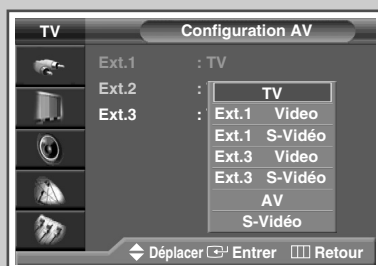 TV Configuration AV
Ext.1 : TV
Ext.2 :
Ext.3 :
TV
Ext.1 Video
Ext.1 S-Vidéo
Ext.3 Video
Ext.3 S-Vidéo
AV
S-Vidéo
Déplacer Entrer Retour